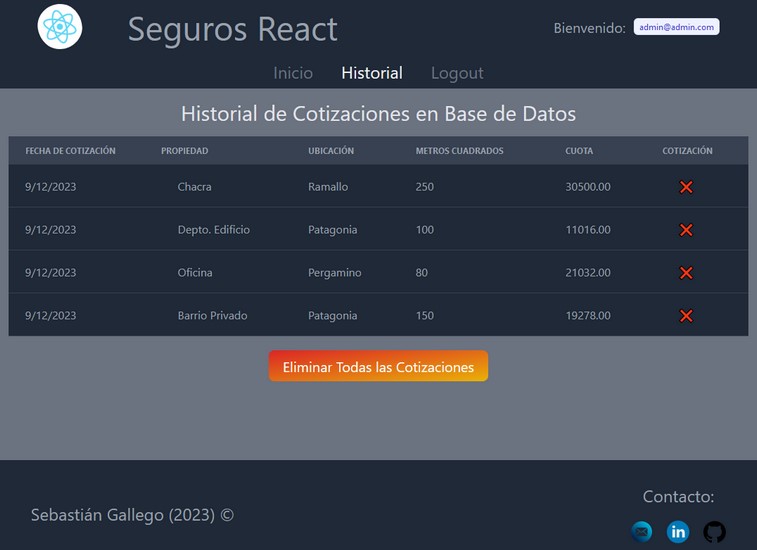 Seguros React
Bienvenido: admin@admin.com
Inicio Historial Logout
Historial de Cotizaciones en Base de Datos
FECHA DE COTIZACIÓN PROPIEDAD UBICACIÓN METROS CUADRADOS CUOTA COTIZACIÓN
9/12/2023 Chacra Ramallo 250 30500.00
9/12/2023 Depto. Edificio Patagonia 100 11016.00
9/12/2023 Oficina Pergamino 80 21032.00
9/12/2023 Barrio Privado Patagonia 150 19278.00
Eliminar Todas las Cotizaciones
Contacto:
Sebastián Gallego (2023) ©
in